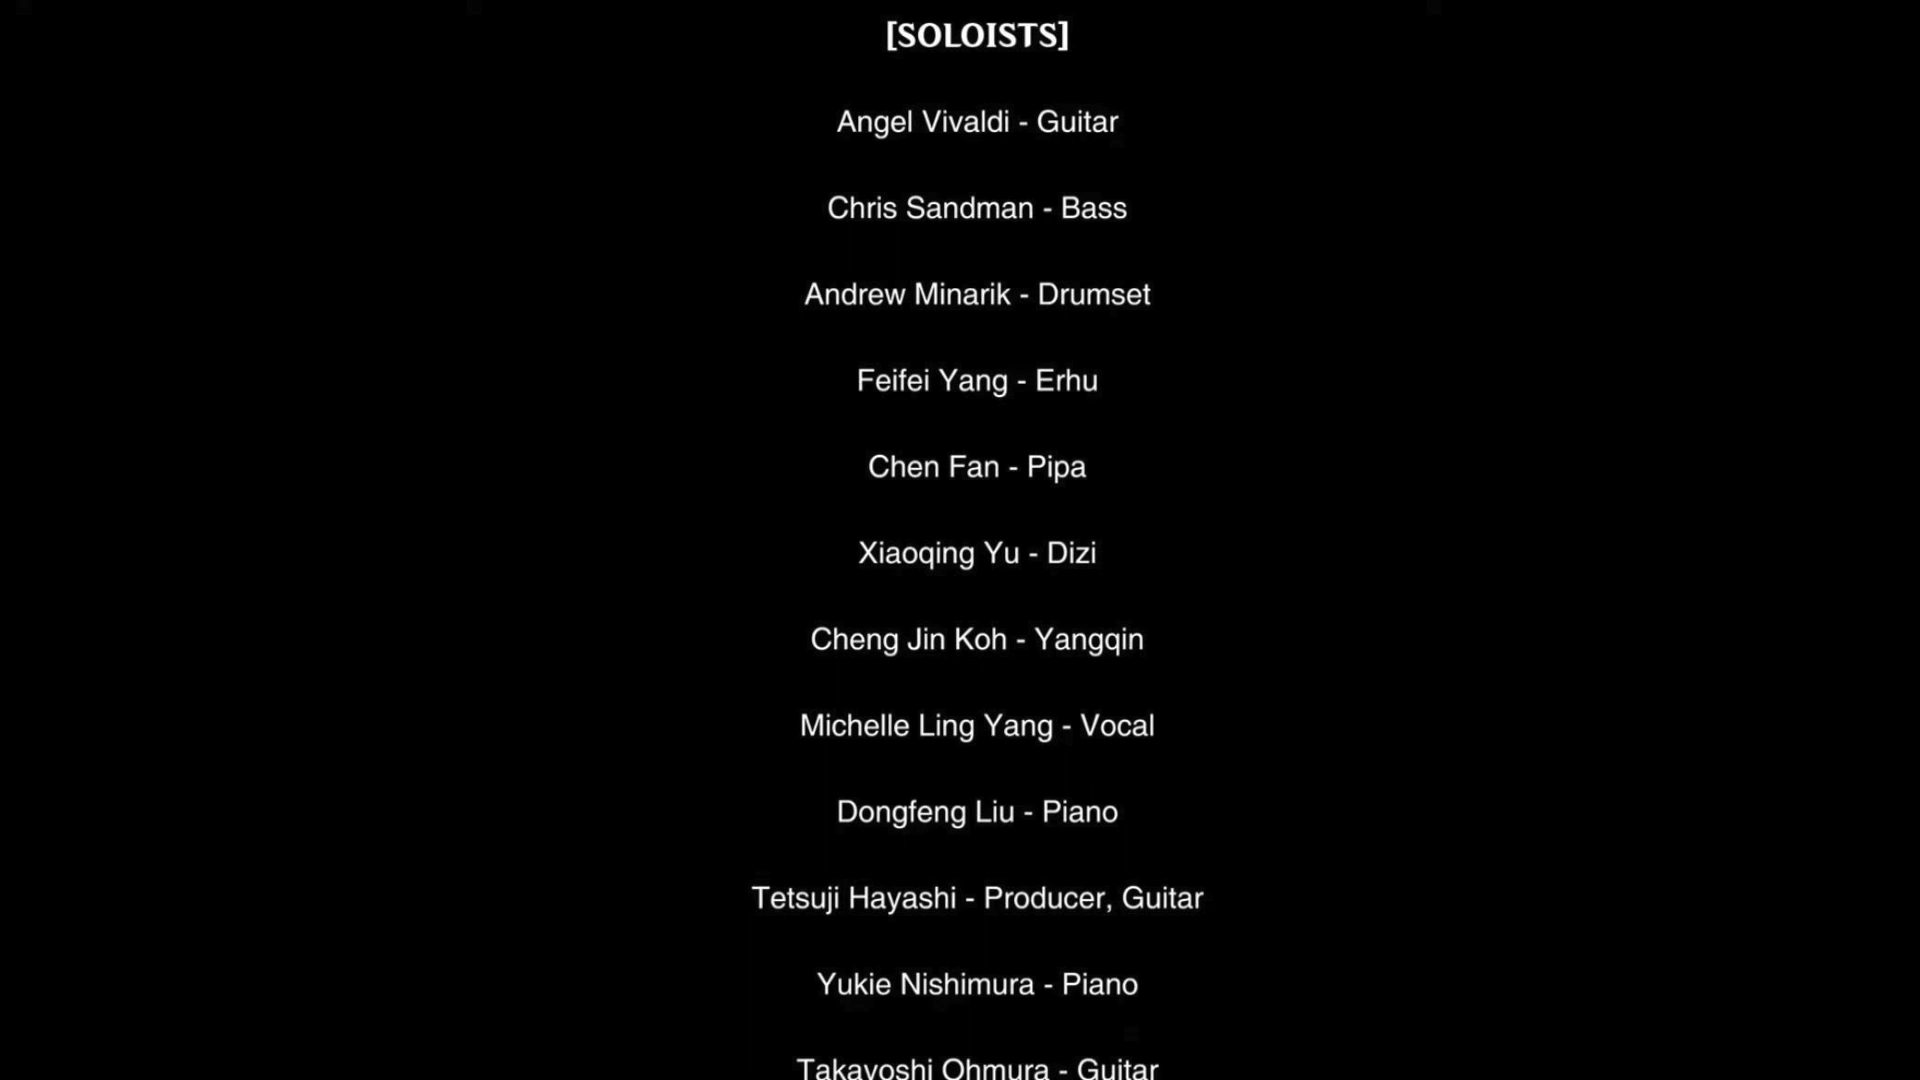 [SOLOISTS]
Angel Vivaldi - Guitar
Chris Sandman - Bass
Andrew Minarik - Drumset
Feifei Yang - Erhu
Chen Fan - Pipa
Xiaoqing Yu - Dizi
Cheng Jin Koh - Yangqin
Michelle Ling Yang - Vocal
Dongfeng Liu - Piano
Tetsuji Hayashi - Producer, Guitar
Yukie Nishimura - Piano
Takayoshi Ohmura - Guitar